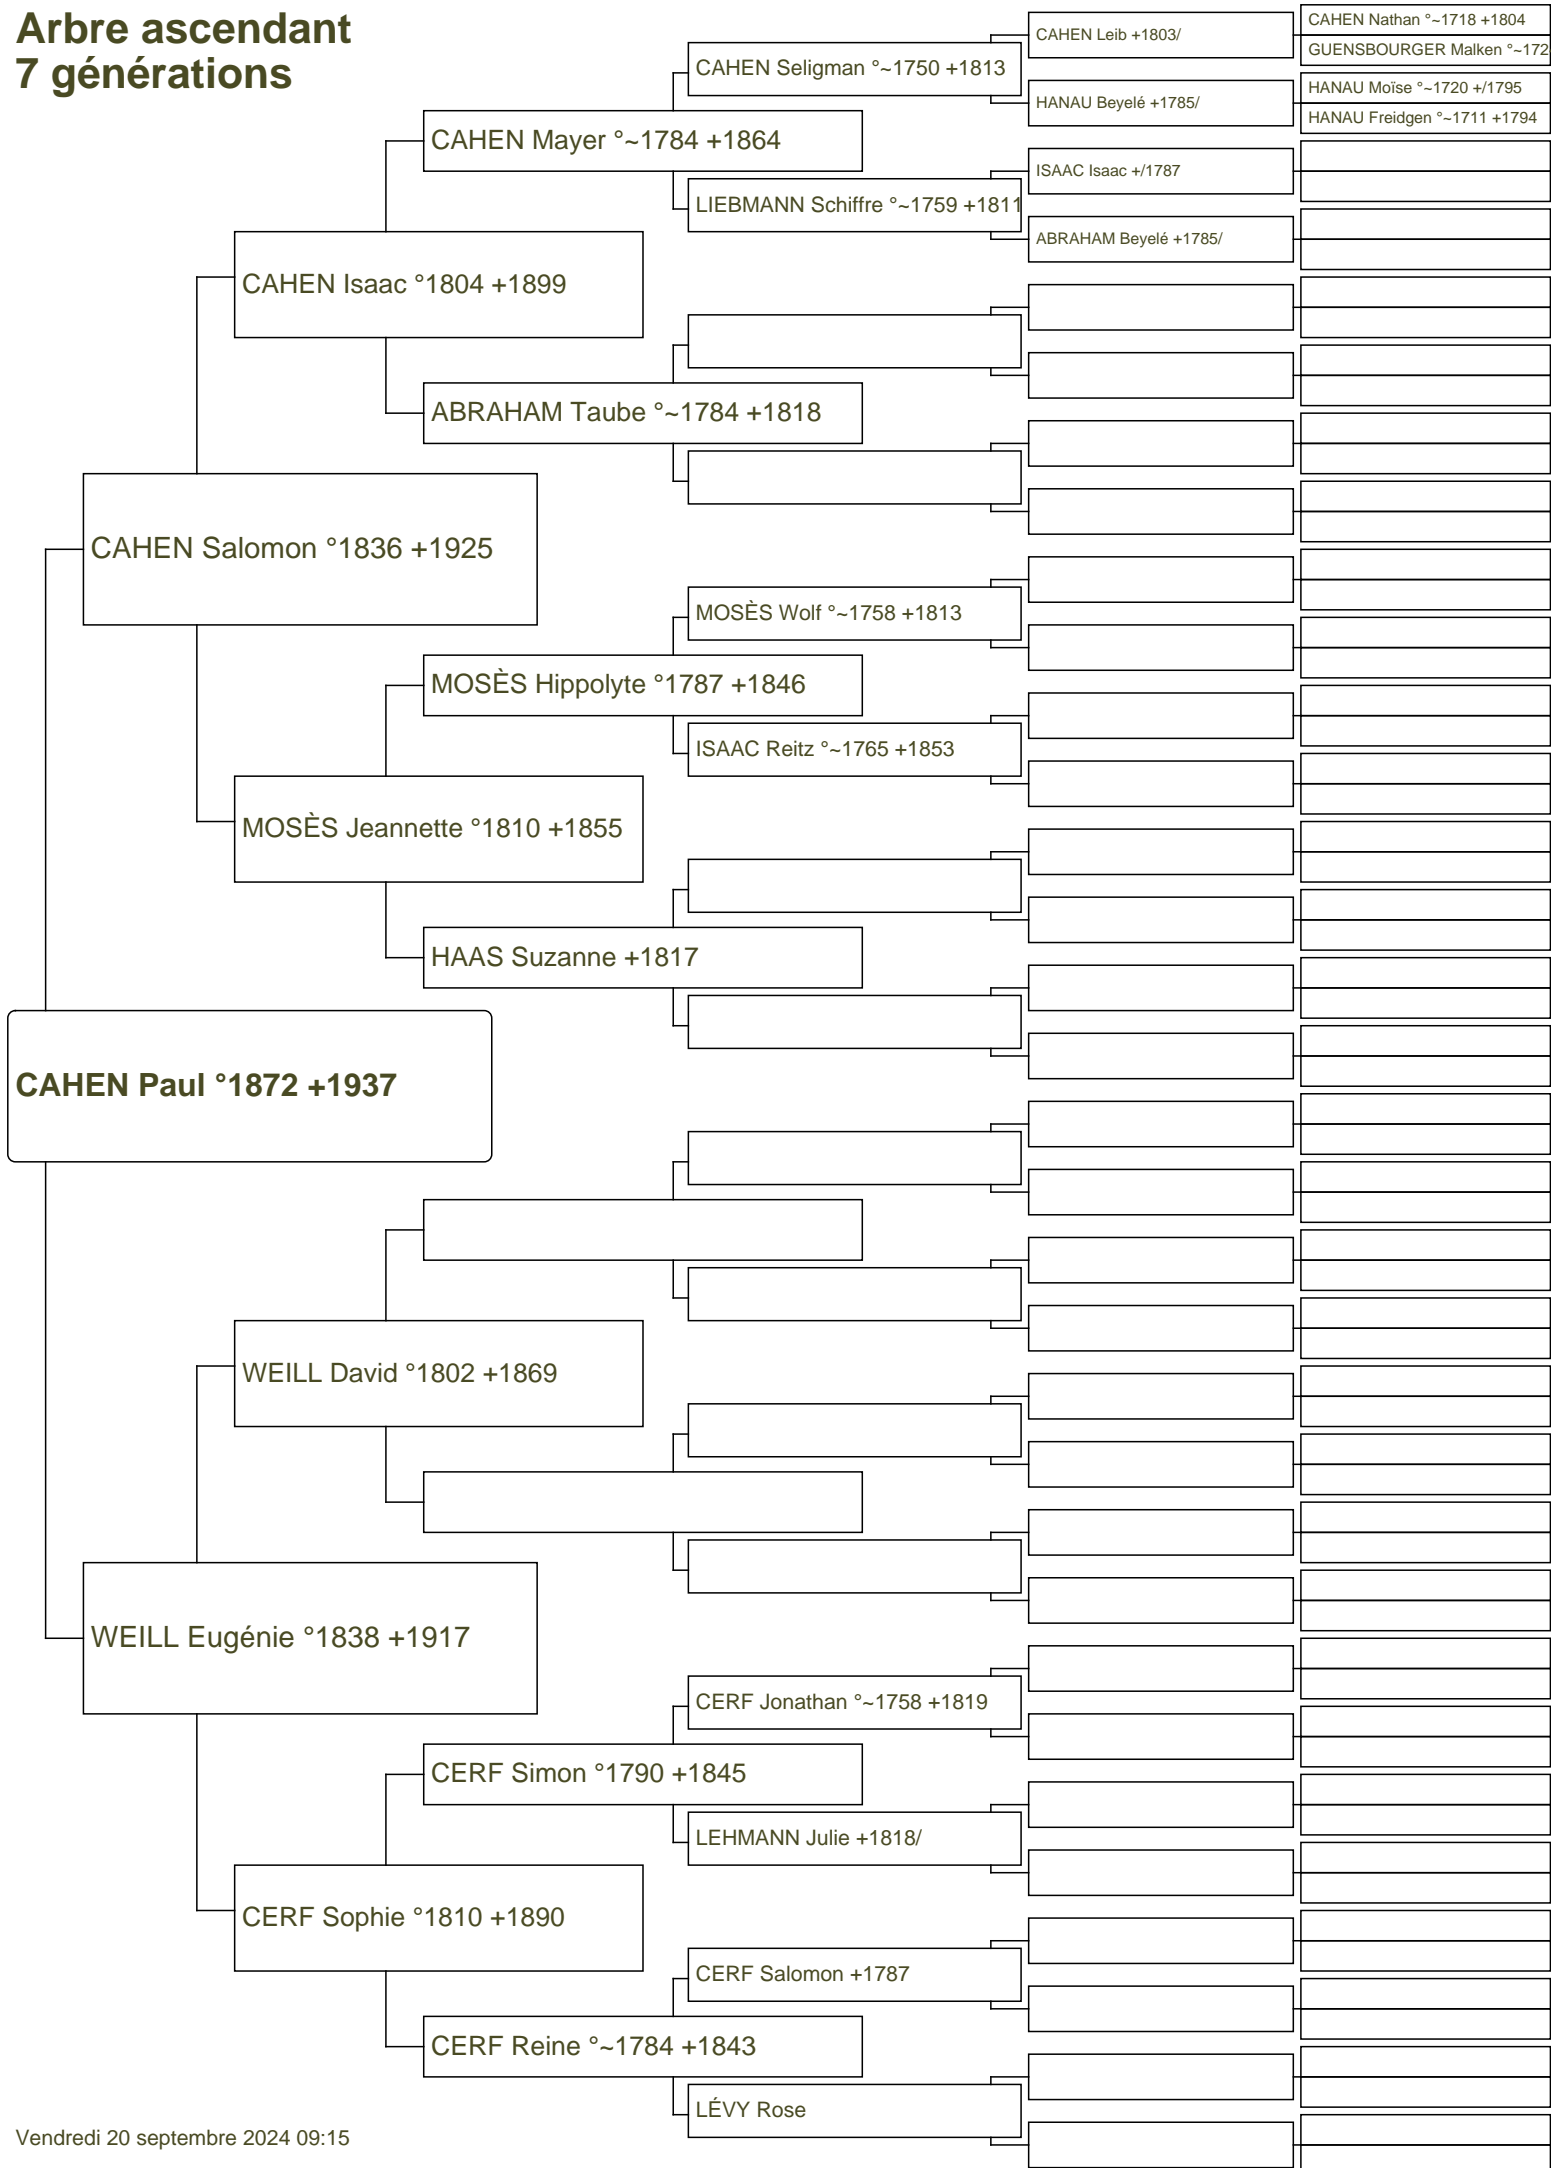 Arbre ascendant
7 générations
CAHEN Nathan °~1718 +1804
CAHEN Leib +1803/
GUENSBOURGER Malken °~172
CAHEN Seligman °~1750 +1813
HANAU Moïse °~1720 +/1795
HANAU Beyelé +1785/
HANAU Freidgen °~1711 +1794
CAHEN Mayer °~1784 +1864
ISAAC Isaac +/1787
LIEBMANN Schiffre °~1759 +1811
ABRAHAM Beyelé +1785/
CAHEN Isaac °1804 +1899
ABRAHAM Taube °~1784 +1818
CAHEN Salomon °1836 +1925
MOSÈS Wolf °~1758 +1813
MOSÈS Hippolyte °1787 +1846
ISAAC Reitz °~1765 +1853
MOSÈS Jeannette °1810 +1855
HAAS Suzanne +1817
CAHEN Paul °1872 +1937
WEILL David °1802 +1869
WEILL Eugénie °1838 +1917
CERF Jonathan °~1758 +1819
CERF Simon °1790 +1845
LEHMANN Julie +1818/
CERF Sophie °1810 +1890
CERF Salomon +1787
CERF Reine °~1784 +1843
LÉVY Rose
Vendredi 20 septembre 2024 09:15